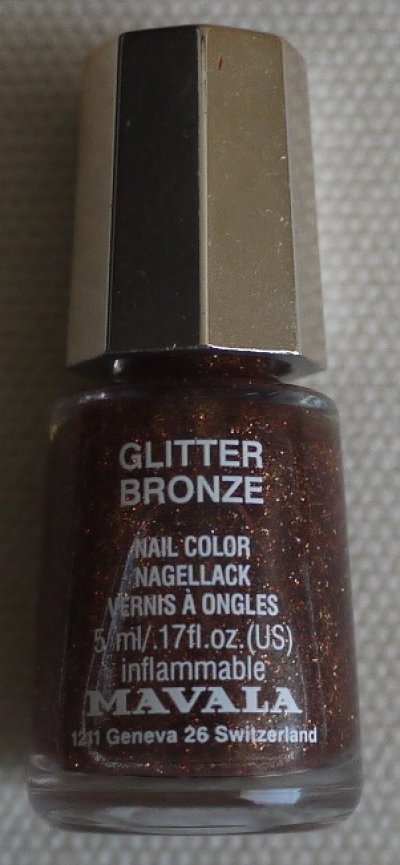 GLITTER
BRONZE
NAIL COLOR
NAGELLACK
VERNIS À ONGLES
5 ml/.17fl.oz.(US)
inflammable
MAVALA
1211 Geneva 26 Switzerland